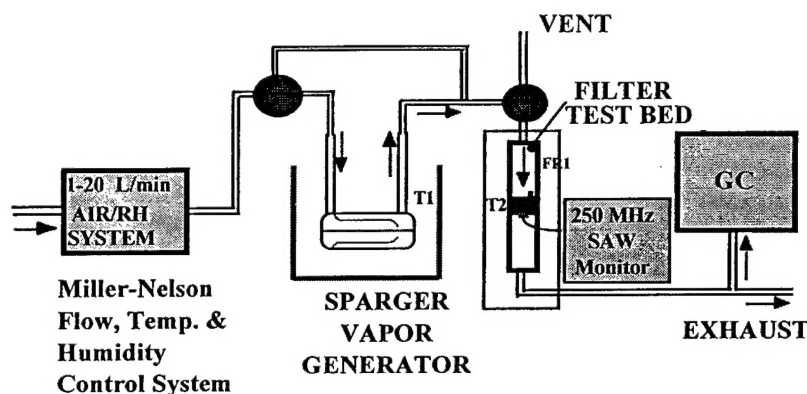 VENT
FILTER
TEST BED
1-20 L/min
AIR/RH
SYSTEM
T1
FR1
T2
250 MHz
SAW
Monitor
GC
Miller-Nelson
Flow, Temp. &
Humidity
Control System
SPARGER
VAPOR
GENERATOR
EXHAUST